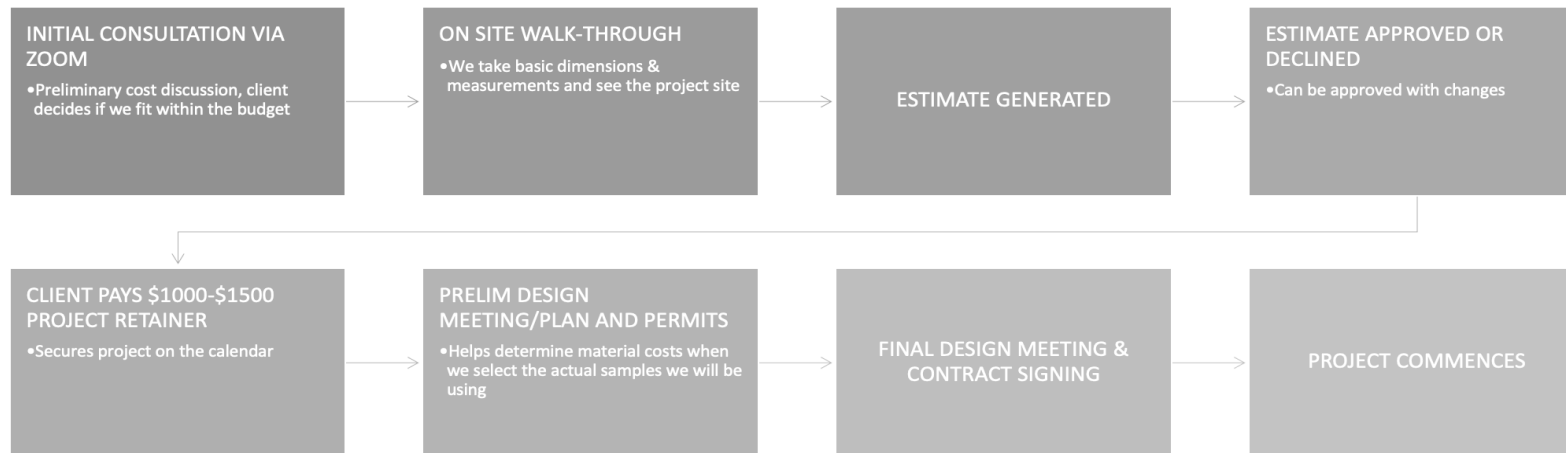 INITIAL CONSULTATION VIA
ZOOM
•Preliminary cost discussion, client
decides if we fit within the budget
ON SITE WALK-THROUGH
•We take basic dimensions &
measurements and see the project site
ESTIMATE GENERATED
ESTIMATE APPROVED OR
DECLINED
•Can be approved with changes
CLIENT PAYS $1000-$1500
PROJECT RETAINER
•Secures project on the calendar
PRELIM DESIGN
MEETING/PLAN AND PERMITS
•Helps determine material costs when
we select the actual samples we will be
using
FINAL DESIGN MEETING &
CONTRACT SIGNING
PROJECT COMMENCES